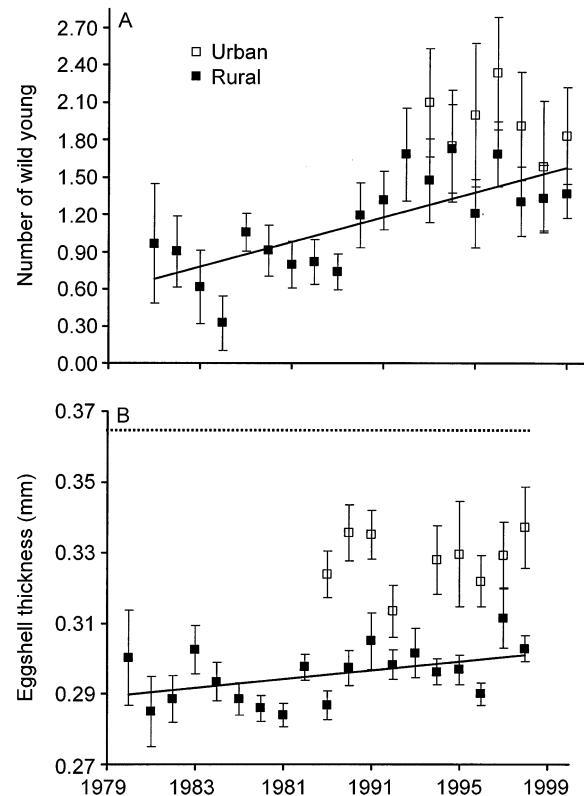 A
Urban
Rural
Number of wild young
2.70
2.40
2.10
1.80
1.50
1.20
0.90
0.60
0.30
0.00
B
Eggshell thickness (mm)
0.37
0.35
0.33
0.31
0.29
0.27
1979 1983 1981 1991 1995 1999